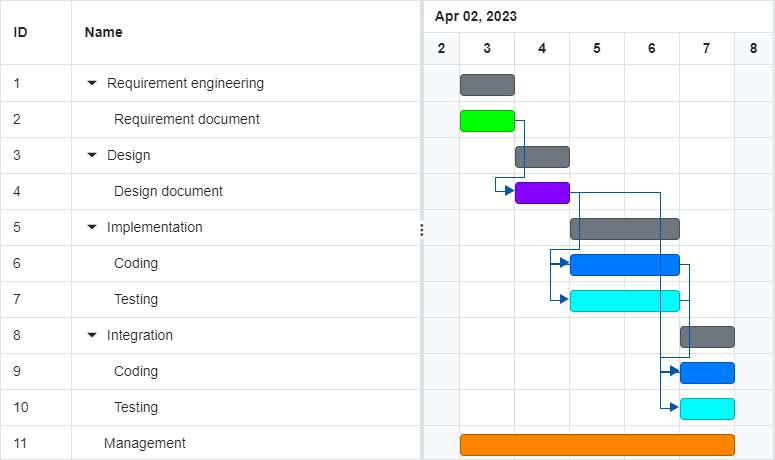 Apr 02, 2023
ID Name 2 3 4 5 6 7 8
1 Requirement engineering
2 Requirement document
3 Design
4 Design document
5 Implementation
6 Coding
7 Testing
8 Integration
9 Coding
10 Testing
11 Management